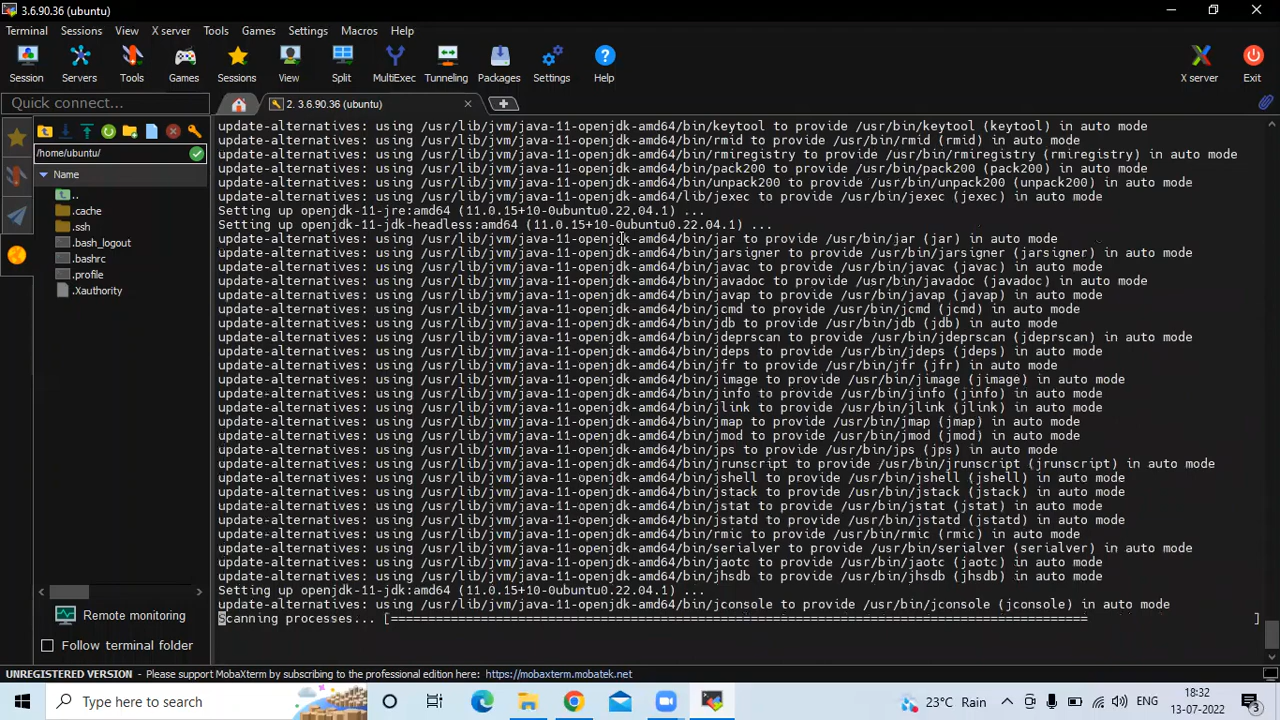 3.6.90.36 (ubuntu)
Terminal Sessions View X server Tools Games Settings Macros Help
Session Servers Tools Games Sessions View Split MultiExec Tunneling Packages Settings Help X server Exit
Quick connect...
2. 3.6.90.36 (ubuntu)
/home/ubuntu/
Name
..
.cache
.ssh
.bash_logout
.bashrc
.profile
.Xauthority
Remote monitoring
Follow terminal folder
update-alternatives: using /usr/lib/jvm/java-11-openjdk-amd64/bin/keytool to provide /usr/bin/keytool (keytool) in auto mode
update-alternatives: using /usr/lib/jvm/java-11-openjdk-amd64/bin/rmid to provide /usr/bin/rmid (rmid) in auto mode
update-alternatives: using /usr/lib/jvm/java-11-openjdk-amd64/bin/rmiregistry to provide /usr/bin/rmiregistry (rmiregistry) in auto mode
update-alternatives: using /usr/lib/jvm/java-11-openjdk-amd64/bin/pack200 to provide /usr/bin/pack200 (pack200) in auto mode
update-alternatives: using /usr/lib/jvm/java-11-openjdk-amd64/bin/unpack200 to provide /usr/bin/unpack200 (unpack200) in auto mode
update-alternatives: using /usr/lib/jvm/java-11-openjdk-amd64/lib/jexec to provide /usr/bin/jexec (jexec) in auto mode
Setting up openjdk-11-jre:amd64 (11.0.15+10-0ubuntu0.22.04.1) ...
Setting up openjdk-11-jdk-headless:amd64 (11.0.15+10-0ubuntu0.22.04.1) ...
update-alternatives: using /usr/lib/jvm/java-11-openjdk-amd64/bin/jar to provide /usr/bin/jar (jar) in auto mode
update-alternatives: using /usr/lib/jvm/java-11-openjdk-amd64/bin/jarsigner to provide /usr/bin/jarsigner (jarsigner) in auto mode
update-alternatives: using /usr/lib/jvm/java-11-openjdk-amd64/bin/javac to provide /usr/bin/javac (javac) in auto mode
update-alternatives: using /usr/lib/jvm/java-11-openjdk-amd64/bin/javadoc to provide /usr/bin/javadoc (javadoc) in auto mode
update-alternatives: using /usr/lib/jvm/java-11-openjdk-amd64/bin/javap to provide /usr/bin/javap (javap) in auto mode
update-alternatives: using /usr/lib/jvm/java-11-openjdk-amd64/bin/jcmd to provide /usr/bin/jcmd (jcmd) in auto mode
update-alternatives: using /usr/lib/jvm/java-11-openjdk-amd64/bin/jdb to provide /usr/bin/jdb (jdb) in auto mode
update-alternatives: using /usr/lib/jvm/java-11-openjdk-amd64/bin/jdeprscan to provide /usr/bin/jdeprscan (jdeprscan) in auto mode
update-alternatives: using /usr/lib/jvm/java-11-openjdk-amd64/bin/jdeps to provide /usr/bin/jdeps (jdeps) in auto mode
update-alternatives: using /usr/lib/jvm/java-11-openjdk-amd64/bin/jfr to provide /usr/bin/jfr (jfr) in auto mode
update-alternatives: using /usr/lib/jvm/java-11-openjdk-amd64/bin/jimage to provide /usr/bin/jimage (jimage) in auto mode
update-alternatives: using /usr/lib/jvm/java-11-openjdk-amd64/bin/jinfo to provide /usr/bin/jinfo (jinfo) in auto mode
update-alternatives: using /usr/lib/jvm/java-11-openjdk-amd64/bin/jlink to provide /usr/bin/jlink (jlink) in auto mode
update-alternatives: using /usr/lib/jvm/java-11-openjdk-amd64/bin/jmap to provide /usr/bin/jmap (jmap) in auto mode
update-alternatives: using /usr/lib/jvm/java-11-openjdk-amd64/bin/jmod to provide /usr/bin/jmod (jmod) in auto mode
update-alternatives: using /usr/lib/jvm/java-11-openjdk-amd64/bin/jps to provide /usr/bin/jps (jps) in auto mode
update-alternatives: using /usr/lib/jvm/java-11-openjdk-amd64/bin/jrunscript to provide /usr/bin/jrunscript (jrunscript) in auto mode
update-alternatives: using /usr/lib/jvm/java-11-openjdk-amd64/bin/jshell to provide /usr/bin/jshell (jshell) in auto mode
update-alternatives: using /usr/lib/jvm/java-11-openjdk-amd64/bin/jstack to provide /usr/bin/jstack (jstack) in auto mode
update-alternatives: using /usr/lib/jvm/java-11-openjdk-amd64/bin/jstat to provide /usr/bin/jstat (jstat) in auto mode
update-alternatives: using /usr/lib/jvm/java-11-openjdk-amd64/bin/jstatd to provide /usr/bin/jstatd (jstatd) in auto mode
update-alternatives: using /usr/lib/jvm/java-11-openjdk-amd64/bin/rmic to provide /usr/bin/rmic (rmic) in auto mode
update-alternatives: using /usr/lib/jvm/java-11-openjdk-amd64/bin/serialver to provide /usr/bin/serialver (serialver) in auto mode
update-alternatives: using /usr/lib/jvm/java-11-openjdk-amd64/bin/jaotc to provide /usr/bin/jaotc (jaotc) in auto mode
update-alternatives: using /usr/lib/jvm/java-11-openjdk-amd64/bin/jhsdb to provide /usr/bin/jhsdb (jhsdb) in auto mode
Setting up openjdk-11-jdk:amd64 (11.0.15+10-0ubuntu0.22.04.1) ...
update-alternatives: using /usr/lib/jvm/java-11-openjdk-amd64/bin/jconsole to provide /usr/bin/jconsole (jconsole) in auto mode
Scanning processes... [============================================================================================= ]
UNREGISTERED VERSION - Please support MobaXterm by subscribing to the professional edition here: https://mobaxterm.mobatek.net
Type here to search
23°C Rain
ENG
18:32
13-07-2022
3